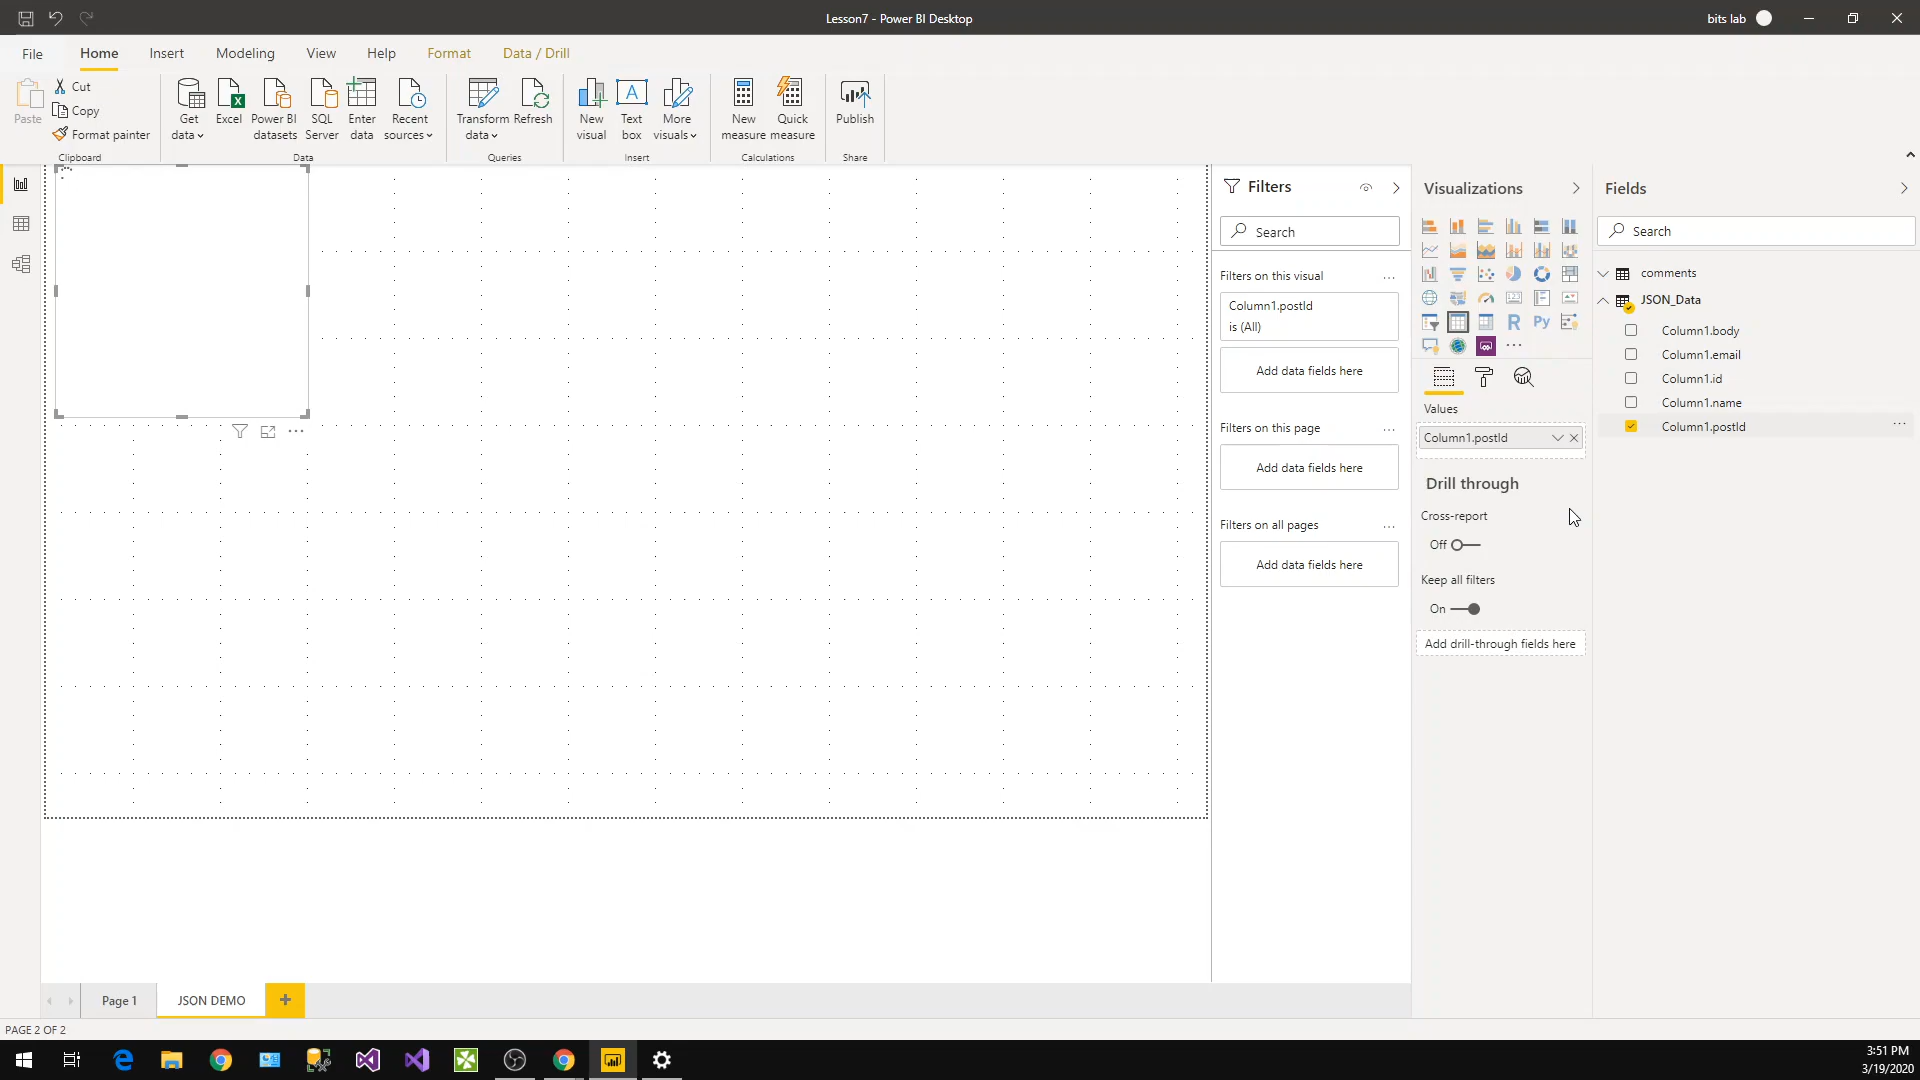 Lesson7 - Power BI Desktop
bits lab
File
Home
Insert
Modeling
View
Help
Format
Data / Drill
Paste
Cut
Copy
Format painter
Clipboard
Get data
Excel
Power BI datasets
SQL Server
Enter data
Recent sources
Data
Transform data
Refresh
Queries
New visual
Text box
More visuals
Insert
New measure
Quick measure
Calculations
Publish
Share
Filters
Search
Filters on this visual
Column1.postId
is (All)
Add data fields here
Filters on this page
Add data fields here
Filters on all pages
Add data fields here
Visualizations
R
Py
Values
Column1.postId
Drill through
Cross-report
Off
Keep all filters
On
Add drill-through fields here
Fields
Search
comments
JSON_Data
Column1.body
Column1.email
Column1.id
Column1.name
Column1.postId
Page 1
JSON DEMO
PAGE 2 OF 2
3:51 PM
3/19/2020